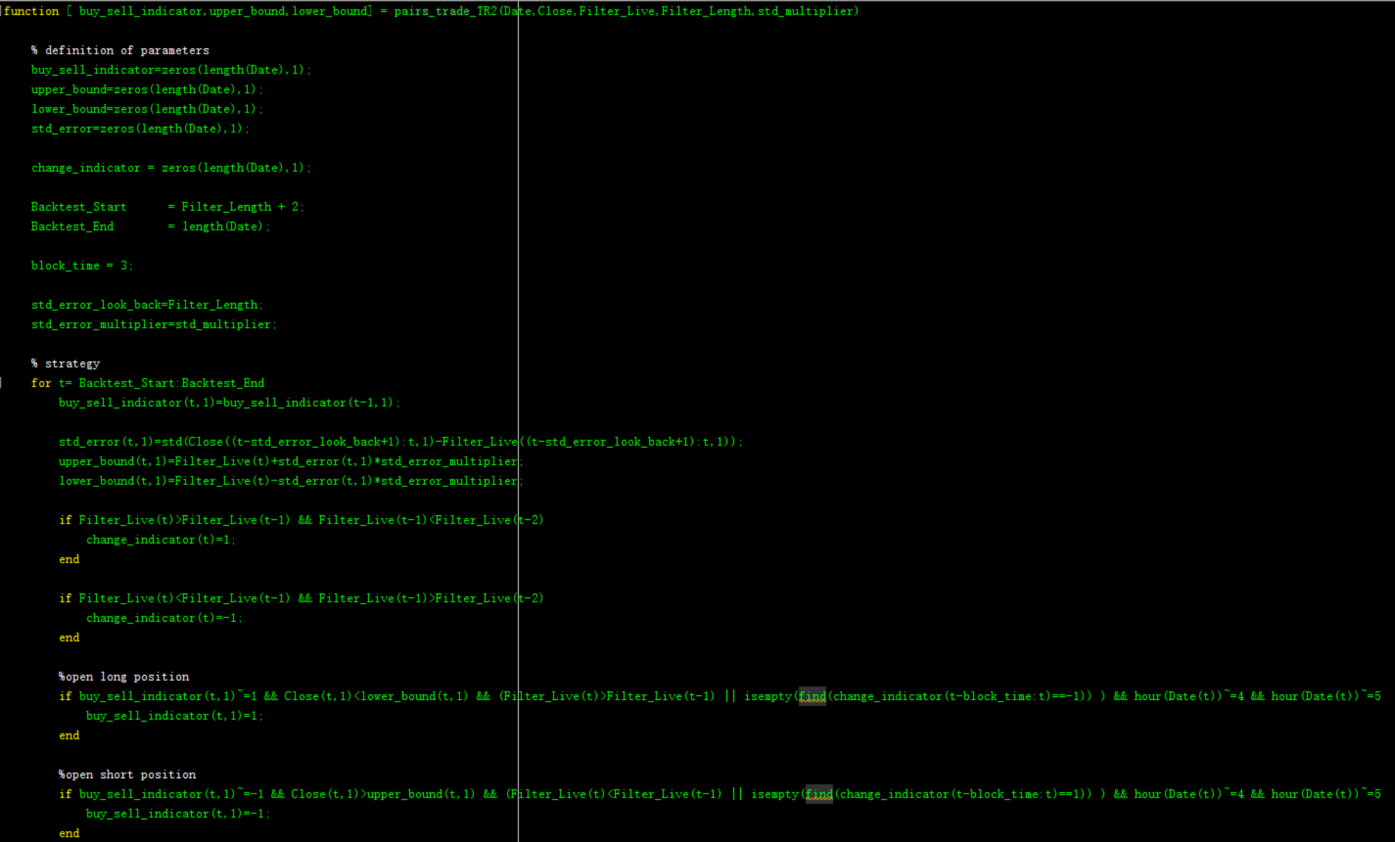 function [ buy_sell_indicator,upper_bound,lower_bound] = pairs_trade_TR2(Date,Close,Filter_Live,Filter_Length,std_multiplier)
% definition of parameters
buy_sell_indicator=zeros(length(Date),1);
upper_bound=zeros(length(Date),1);
lower_bound=zeros(length(Date),1);
std_error=zeros(length(Date),1);
change_indicator = zeros(length(Date),1);
Backtest_Start = Filter_Length + 2;
Backtest_End = length(Date);
block_time = 3;
std_error_look_back=Filter_Length;
std_error_multiplier=std_multiplier;
% strategy
for t= Backtest_Start:Backtest_End
buy_sell_indicator(t,1)=buy_sell_indicator(t-1,1);
std_error(t,1)=std(Close((t-std_error_look_back+1):t,1)-Filter_Live((t-std_error_look_back+1):t,1));
upper_bound(t,1)=Filter_Live(t)+std_error(t,1)*std_error_multiplier;
lower_bound(t,1)=Filter_Live(t)-std_error(t,1)*std_error_multiplier;
if Filter_Live(t)>Filter_Live(t-1) && Filter_Live(t-1)<Filter_Live(t-2)
change_indicator(t)=1;
end
if Filter_Live(t)<Filter_Live(t-1) && Filter_Live(t-1)>Filter_Live(t-2)
change_indicator(t)=-1;
end
%open long position
if buy_sell_indicator(t,1)~=1 && Close(t,1)<lower_bound(t,1) && (Filter_Live(t)>Filter_Live(t-1) || isempty(find(change_indicator(t-block_time:t)==-1)) ) && hour(Date(t))~=4 && hour(Date(t))~=5
buy_sell_indicator(t,1)=1;
end
%open short position
if buy_sell_indicator(t,1)~=-1 && Close(t,1)>upper_bound(t,1) && (Filter_Live(t)<Filter_Live(t-1) || isempty(find(change_indicator(t-block_time:t)==1)) ) && hour(Date(t))~=4 && hour(Date(t))~=5
buy_sell_indicator(t,1)=-1;
end